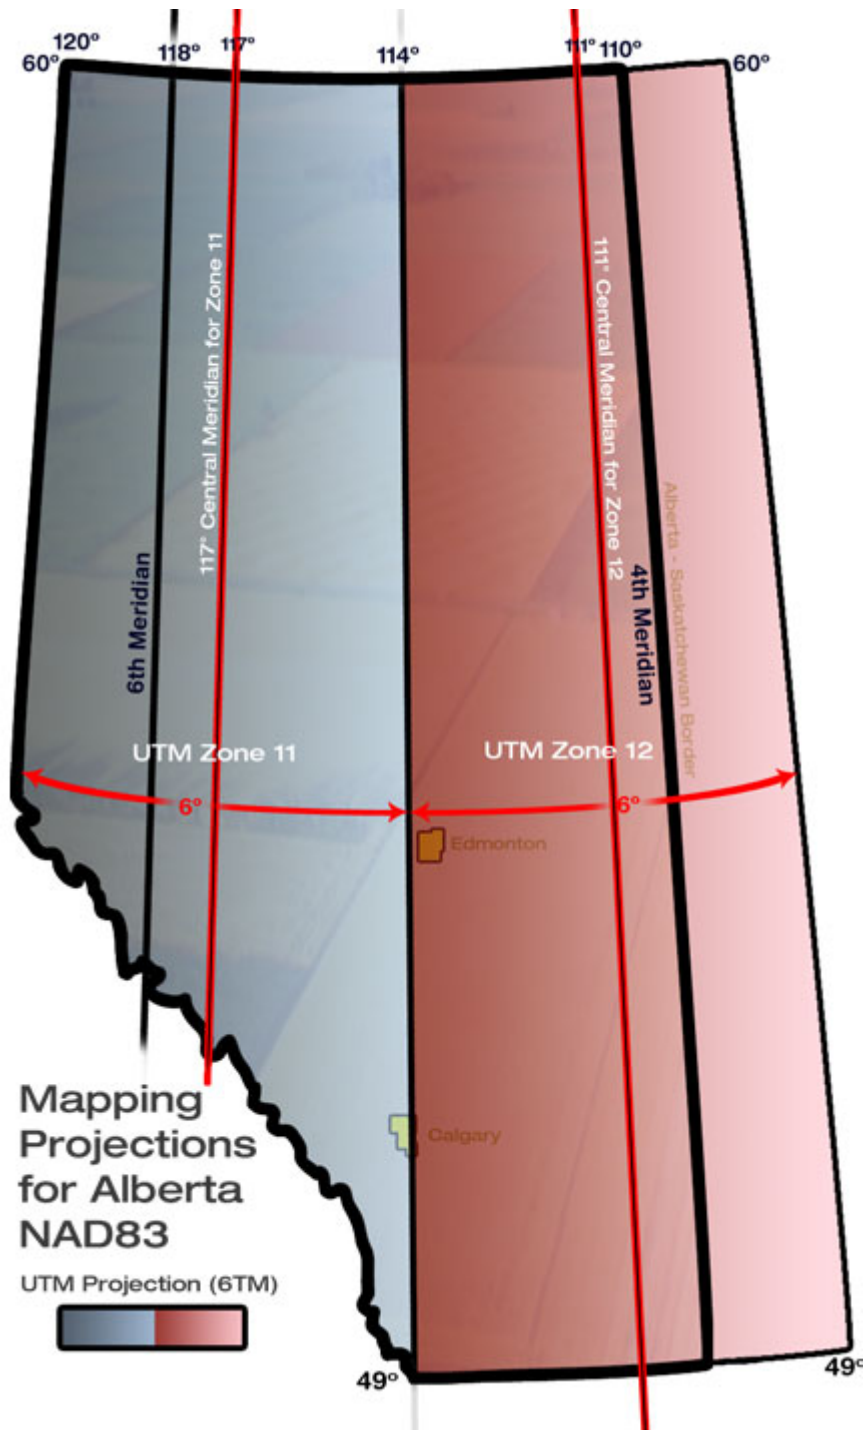 120°
118°
117°
114°
111°
110°
60°
60°
117° Central Meridian for Zone 11
111° Central Meridian for Zone 12
6th Meridian
4th Meridian
Alberta - Saskatchewan Border
UTM Zone 11
UTM Zone 12
6°
6°
Edmonton
Calgary
Mapping
Projections
for Alberta
NAD83
UTM Projection (6TM)
49°
49°